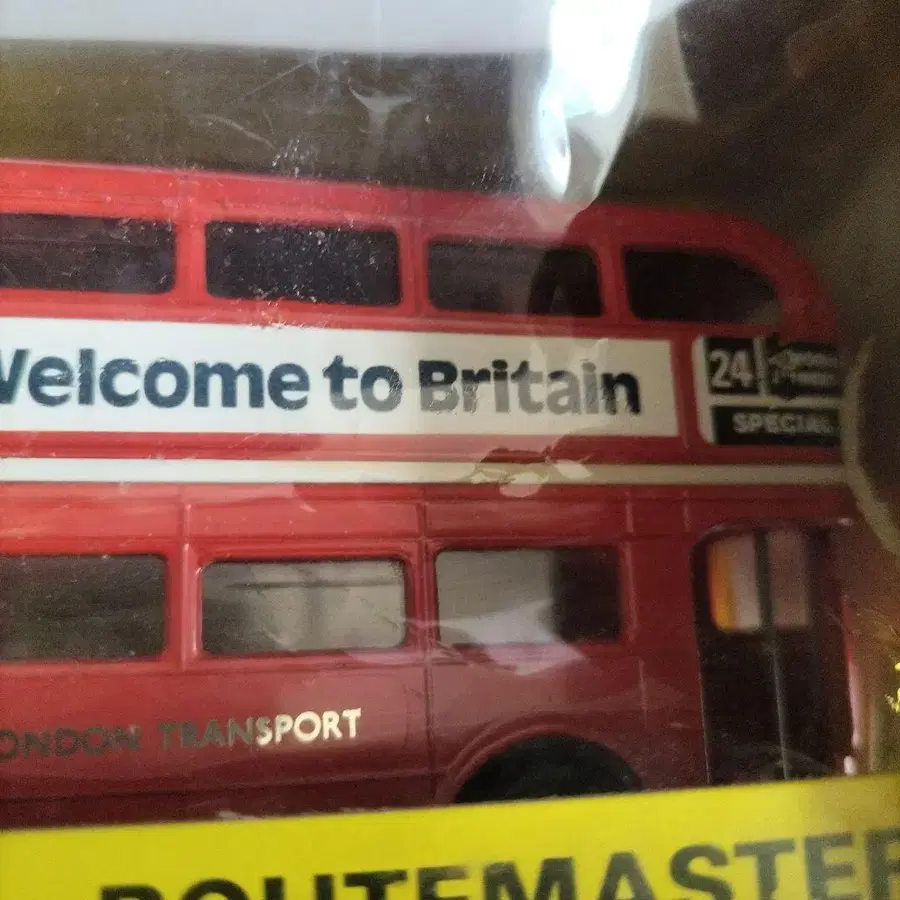 Welcome to Britain
24
SPECIAL
LONDON TRANSPORT
ROUTEMASTER